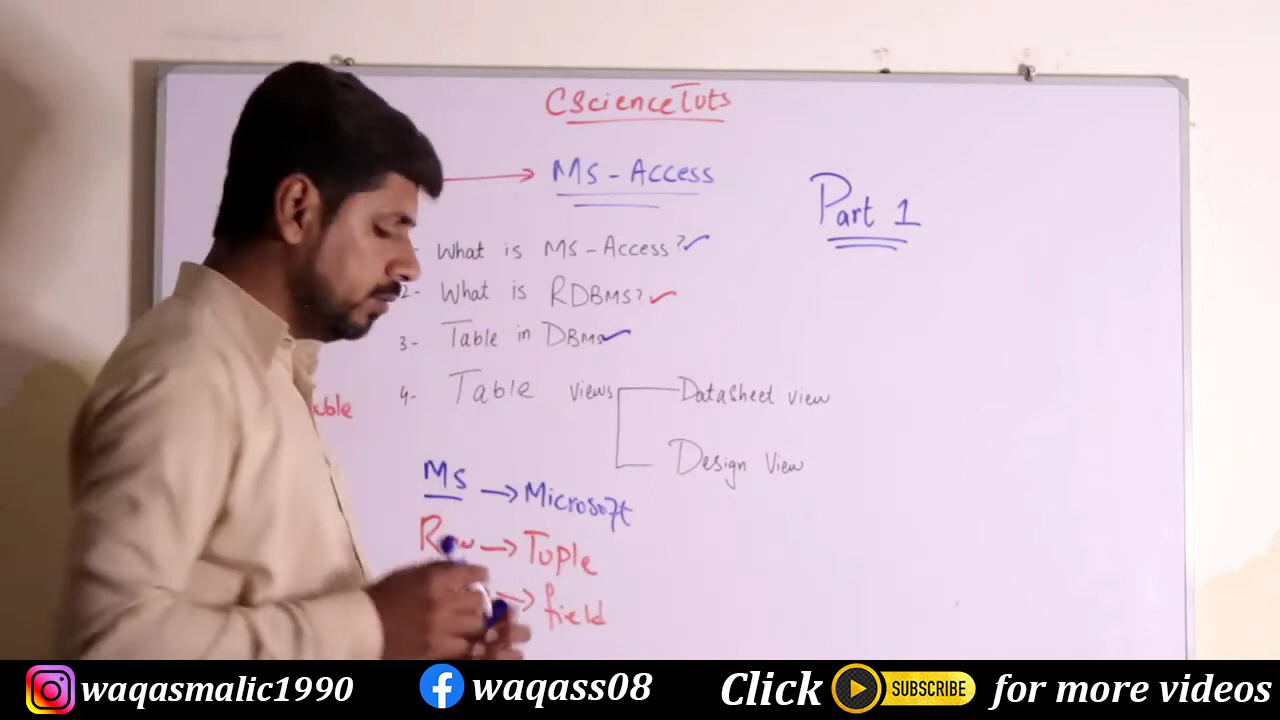 CScienceTuts
MS-Access
Part 1
What is MS-Access?
2- What is RDBMS?
3- Table in DBMS
4- Table views
Datasheet view
Design View
MS → Microsoft
Row → Tuple
→ field
waqasmalic1990
waqass08
Click SUBSCRIBE for more videos